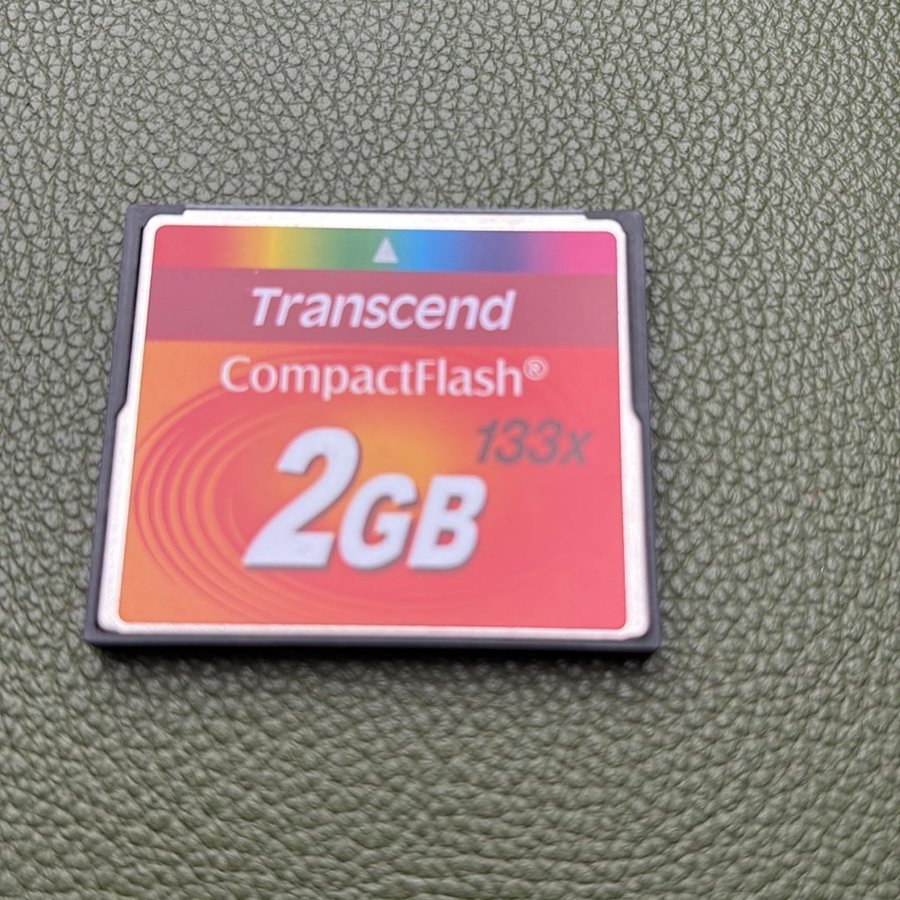 Transcend
CompactFlash®
133x
2GB